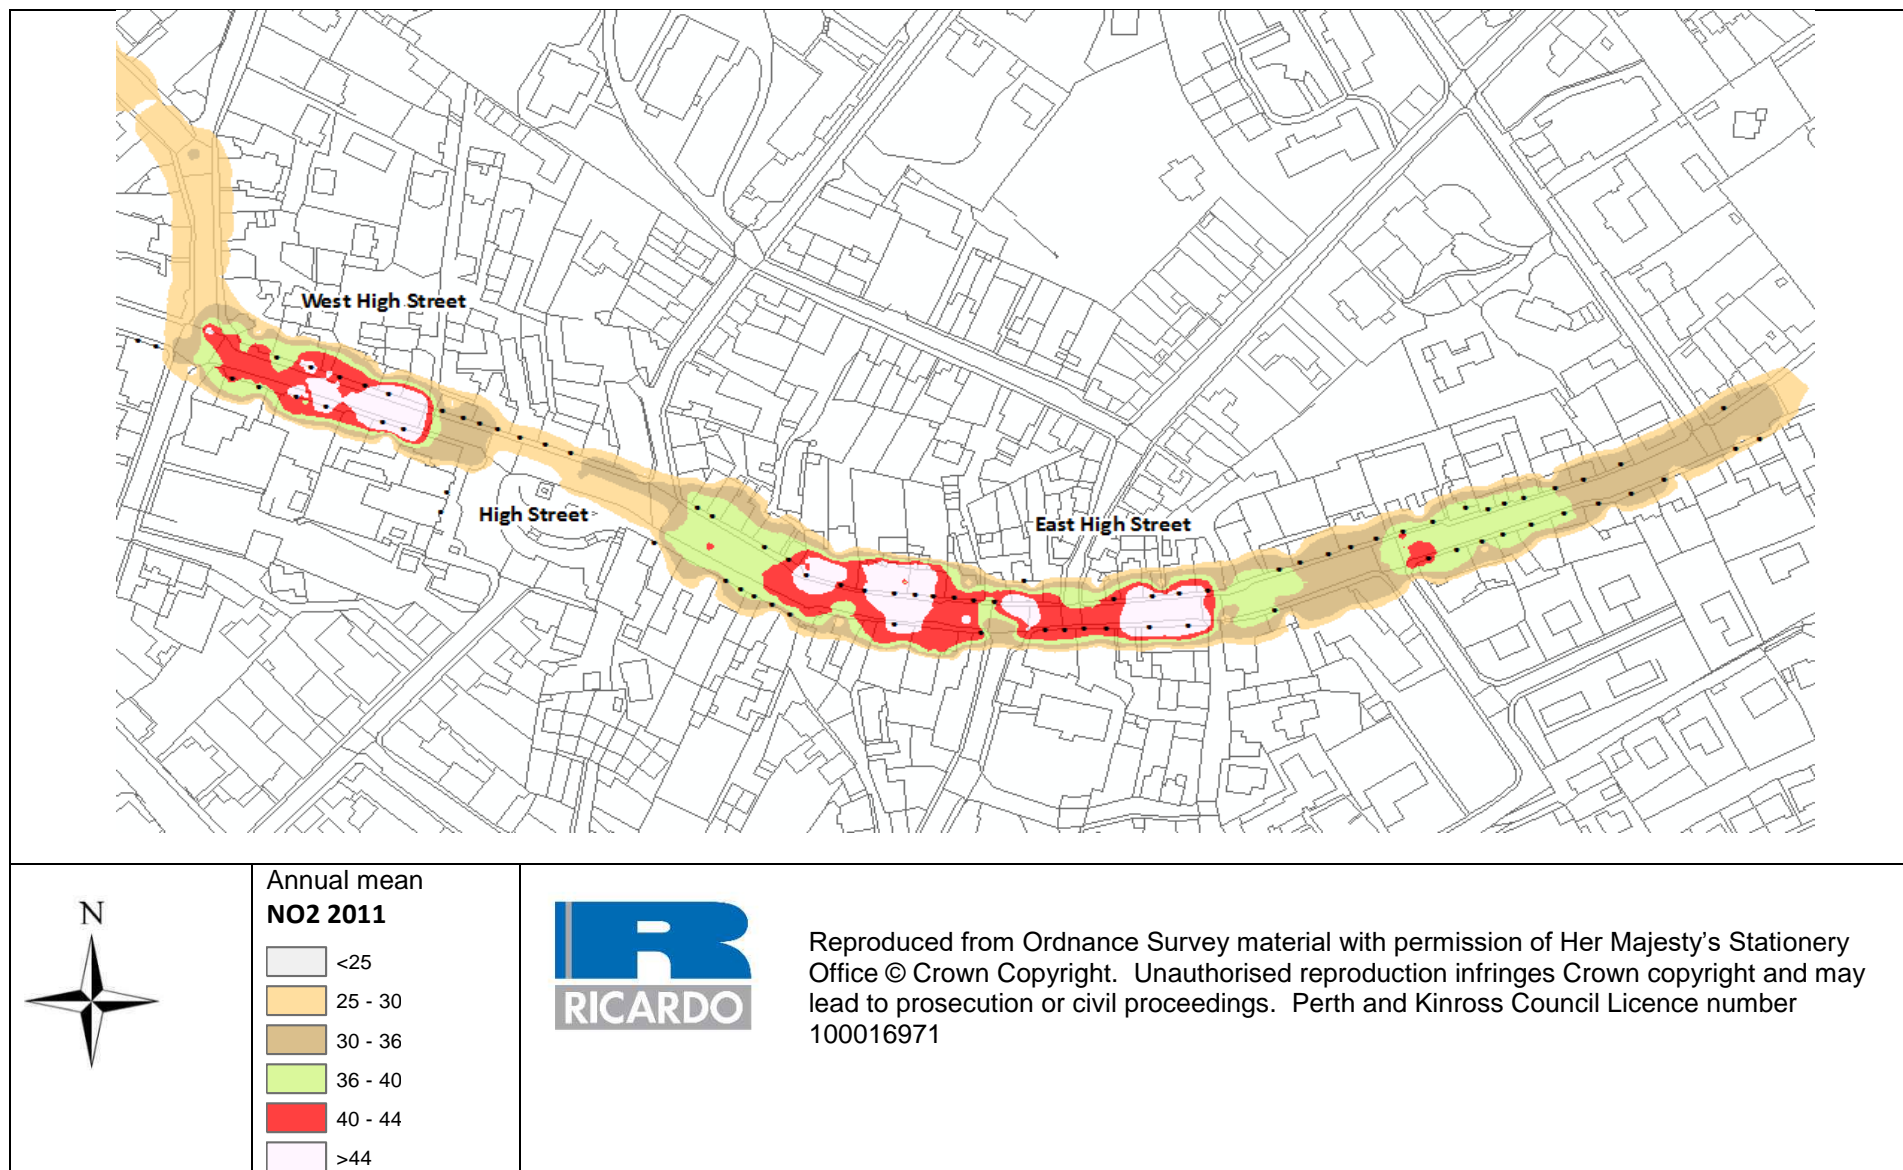 West High Street
High Street
East High Street
N
Annual mean
NO2 2011
<25
25 - 30
30 - 36
36 - 40
40 - 44
>44
RICARDO
Reproduced from Ordnance Survey material with permission of Her Majesty's Stationery
Office © Crown Copyright. Unauthorised reproduction infringes Crown copyright and may
lead to prosecution or civil proceedings. Perth and Kinross Council Licence number
100016971